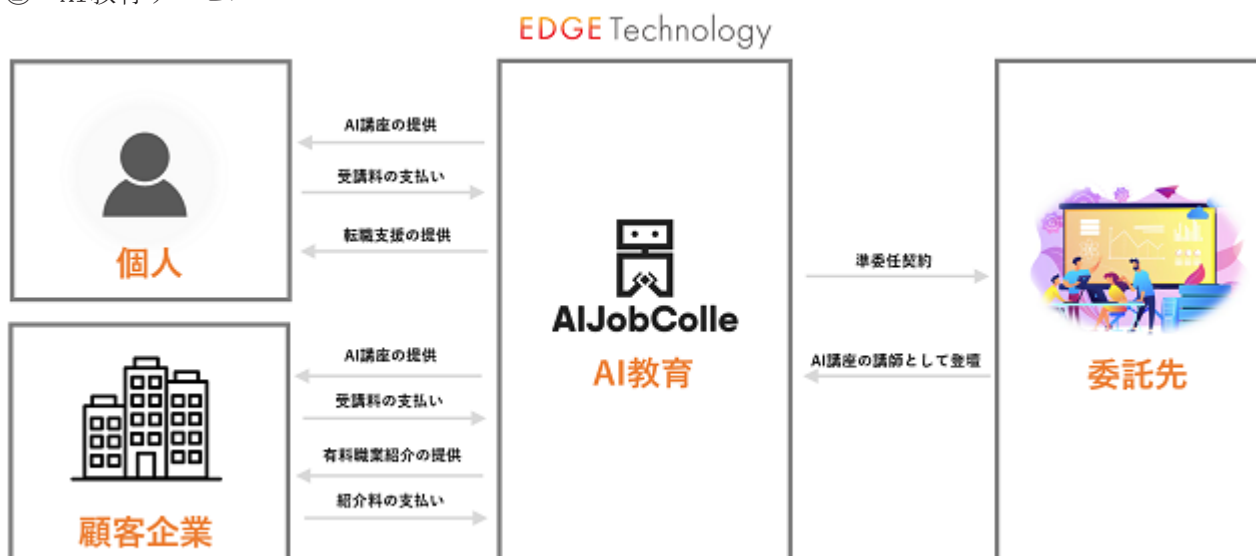 EDGE Technology
AI講座の提供
受講料の支払い
転職支援の提供
個人
AI講座の提供
受講料の支払い
有料職業紹介の提供
紹介料の支払い
顧客企業
AIJobColle
AI教育
準委任契約
AI講座の講師として登壇
委託先